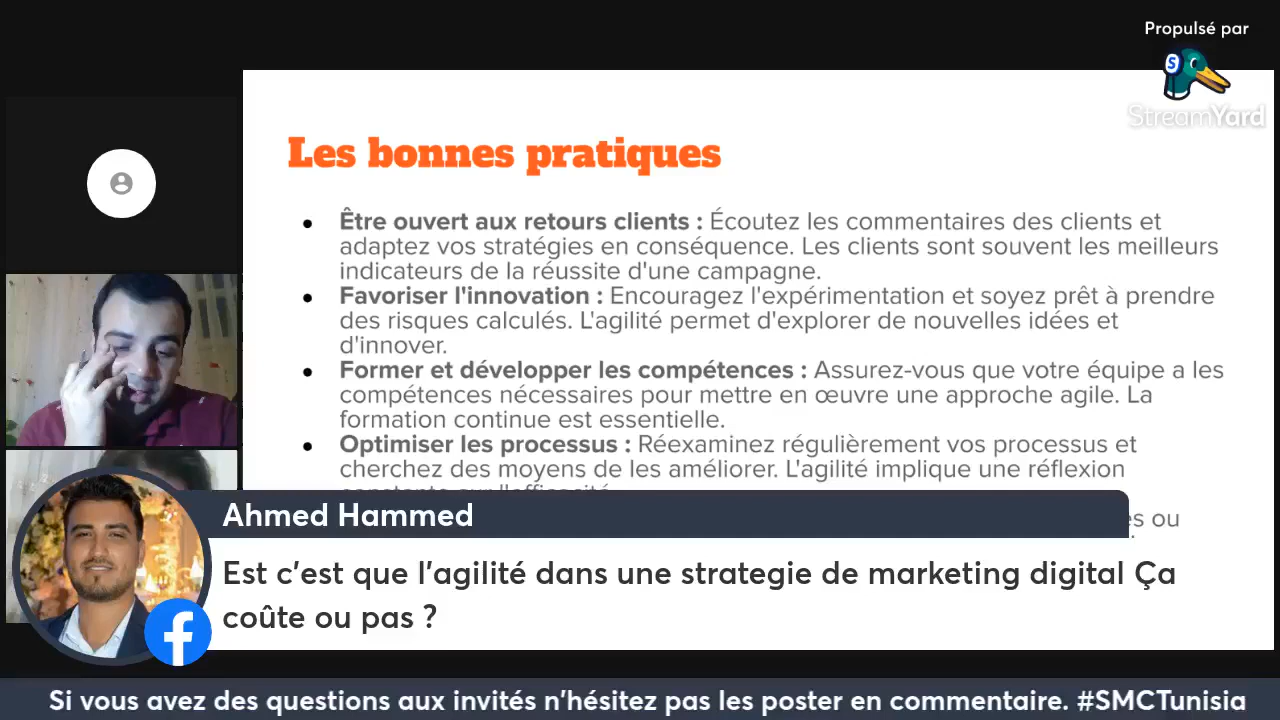 Propulsé par
StreamYard
Les bonnes pratiques
● Être ouvert aux retours clients : Écoutez les commentaires des clients et
adaptez vos stratégies en conséquence. Les clients sont souvent les meilleurs
indicateurs de la réussite d'une campagne.
● Favoriser l'innovation : Encouragez l'expérimentation et soyez prêt à prendre
des risques calculés. L'agilité permet d'explorer de nouvelles idées et
d'innover.
● Former et développer les compétences : Assurez-vous que votre équipe a les
compétences nécessaires pour mettre en œuvre une approche agile. La
formation continue est essentielle.
● Optimiser les processus : Réexaminez régulièrement vos processus et
cherchez des moyens de les améliorer. L'agilité implique une réflexion
constante sur l'efficacité.
ou
Ahmed Hammed
Est c'est que l'agilité dans une strategie de marketing digital Ça
coûte ou pas ?
Si vous avez des questions aux invités n'hésitez pas les poster en commentaire. #SMCTunisia